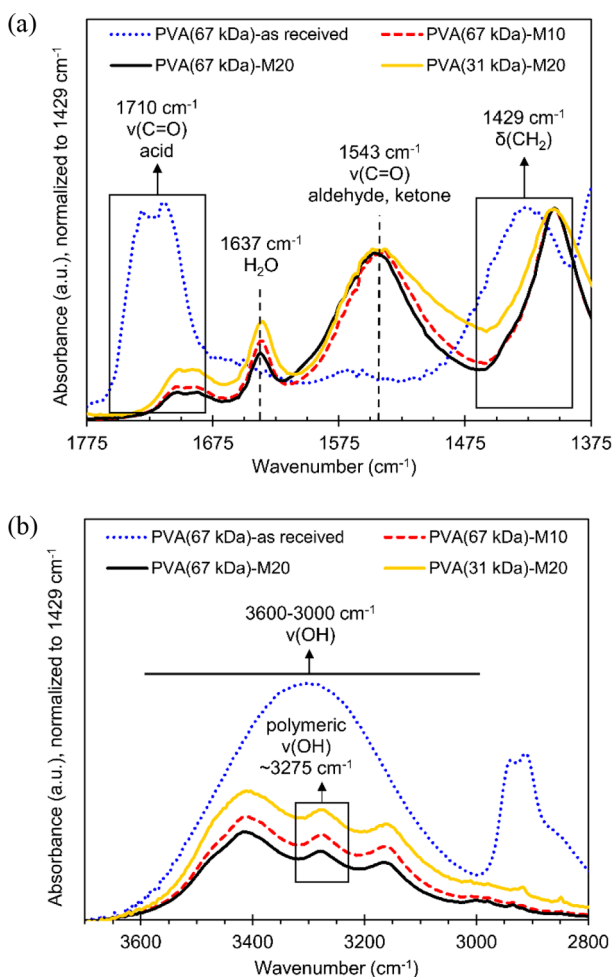 (a)
PVA(67 kDa)-as received
PVA(67 kDa)-M10
PVA(67 kDa)-M20
PVA(31 kDa)-M20
1710 cm⁻¹
ν(C=O)
acid
1637 cm⁻¹
H₂O
1543 cm⁻¹
ν(C=O)
aldehyde, ketone
1429 cm⁻¹
δ(CH₂)
Absorbance (a.u.), normalized to 1429 cm⁻¹
1775 1675 1575 1475 1375
Wavenumber (cm⁻¹)
(b)
PVA(67 kDa)-as received
PVA(67 kDa)-M10
PVA(67 kDa)-M20
PVA(31 kDa)-M20
3600-3000 cm⁻¹
ν(OH)
polymeric
ν(OH)
~3275 cm⁻¹
Absorbance (a.u.), normalized to 1429 cm⁻¹
3600 3400 3200 3000 2800
Wavenumber (cm⁻¹)